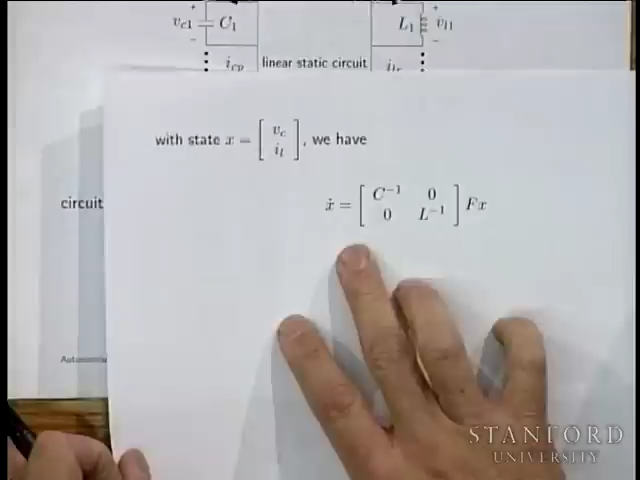 v_{c1} + − C_1 L_1 + − v_{l1}
i_{cp} linear static circuit i_{lr}
with state x = [ v_c ; i_l ], we have
circuit
ẋ = [ C^{-1} 0 ; 0 L^{-1} ] Fx
STANFORD
UNIVERSITY